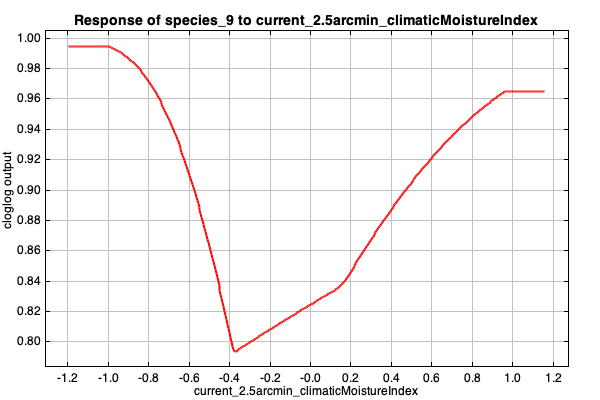 Response of species_9 to current_2.5arcmin_climaticMoistureIndex
1.00
0.98
0.96
0.94
0.92
0.90
0.88
0.86
0.84
0.82
0.80
cloglog output
-1.2 -1.0 -0.8 -0.6 -0.4 -0.2 -0.0 0.2 0.4 0.6 0.8 1.0 1.2
current_2.5arcmin_climaticMoistureIndex